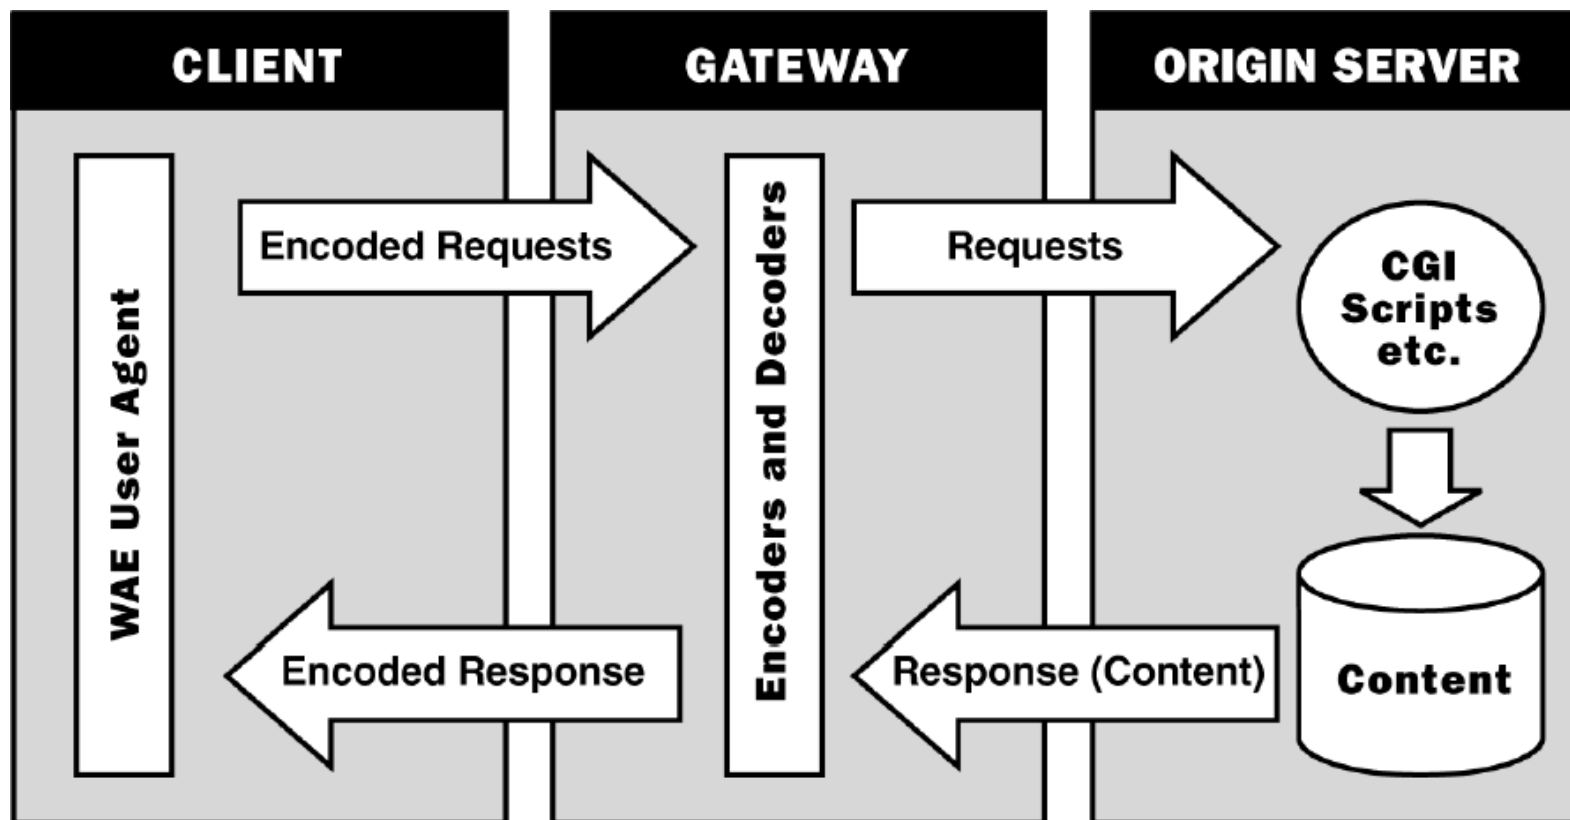 CLIENT
GATEWAY
ORIGIN SERVER
WAE User Agent
Encoded Requests
Encoders and Decoders
Requests
CGI
Scripts
etc.
Encoded Response
Response (Content)
Content